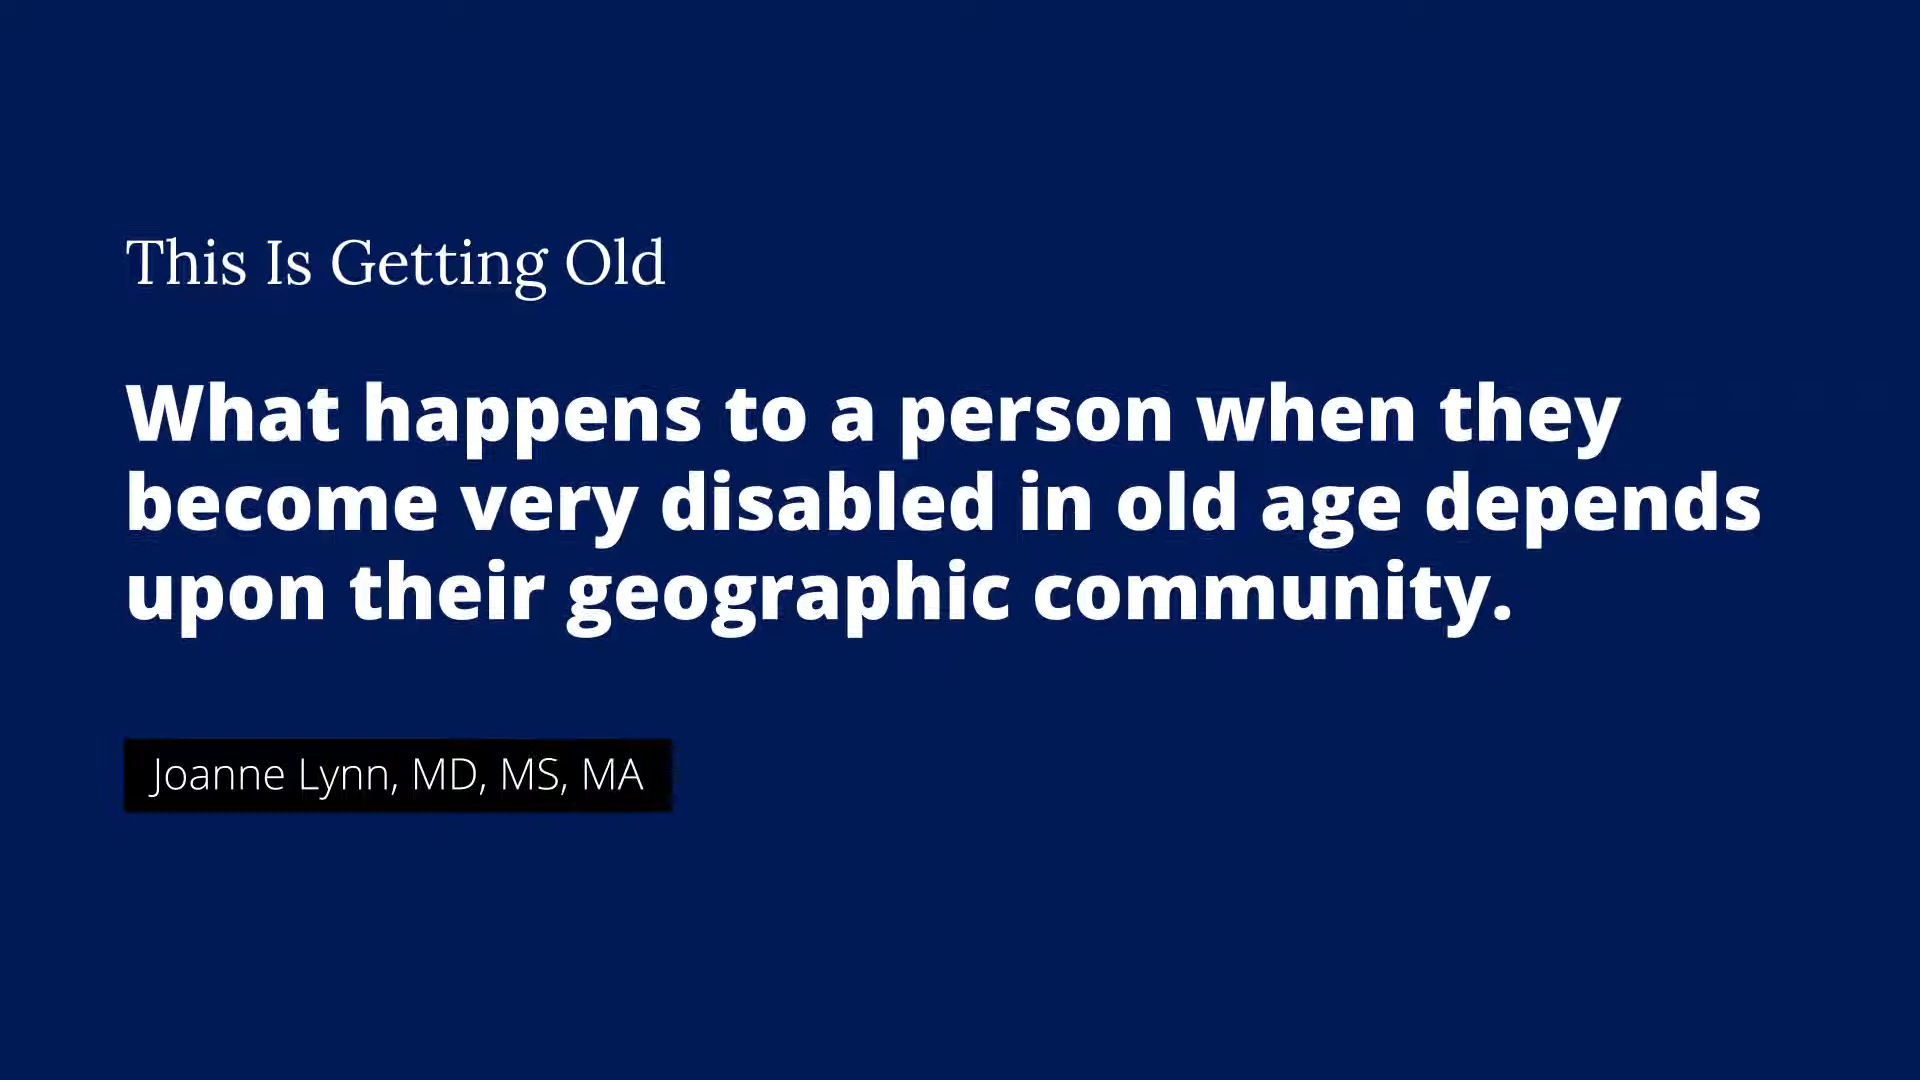 This Is Getting Old
What happens to a person when they
become very disabled in old age depends
upon their geographic community.
Joanne Lynn, MD, MS, MA